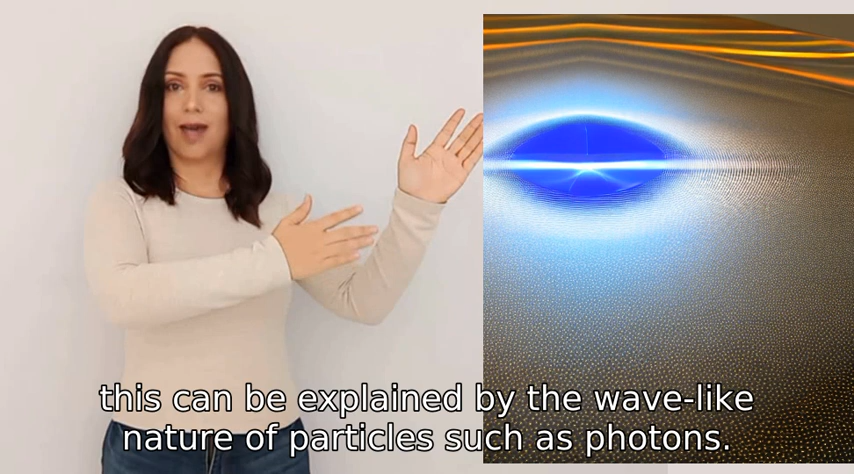 this can be explained by the wave-like
nature of particles such as photons.